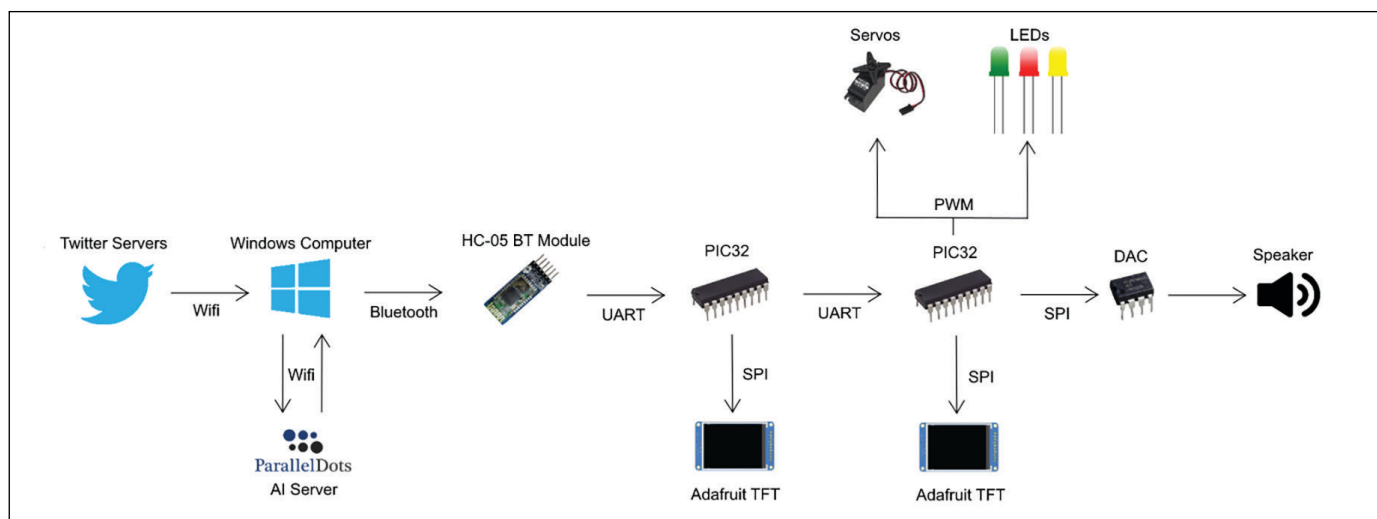 Servos
LEDs
PWM
Twitter Servers
Windows Computer
HC-05 BT Module
PIC32
PIC32
DAC
Speaker
Wifi
Bluetooth
UART
UART
SPI
Wifi
SPI
SPI
ParallelDots
AI Server
Adafruit TFT
Adafruit TFT